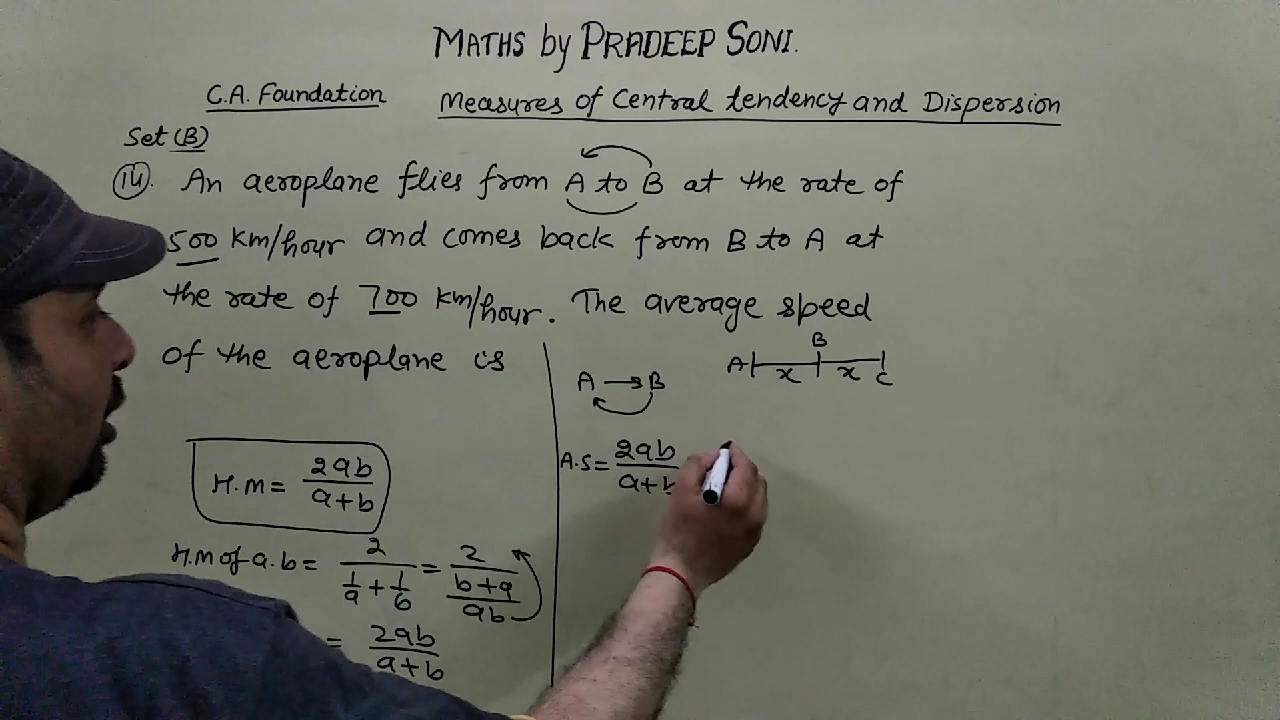 MATHS by PRADEEP SONI.
C.A. Foundation
Measures of Central tendency and Dispersion
Set (B)
14. An aeroplane flies from A to B at the rate of
500 km/hour and comes back from B to A at
the rate of 700 km/hour. The average speed
of the aeroplane is
H.M = 2ab / a+b
H.M of a.b = 2 / (1/a + 1/b) = 2 / ((b+a)/ab)
= 2ab / a+b
A → B
A B C
x x
A.S = 2ab / a+b